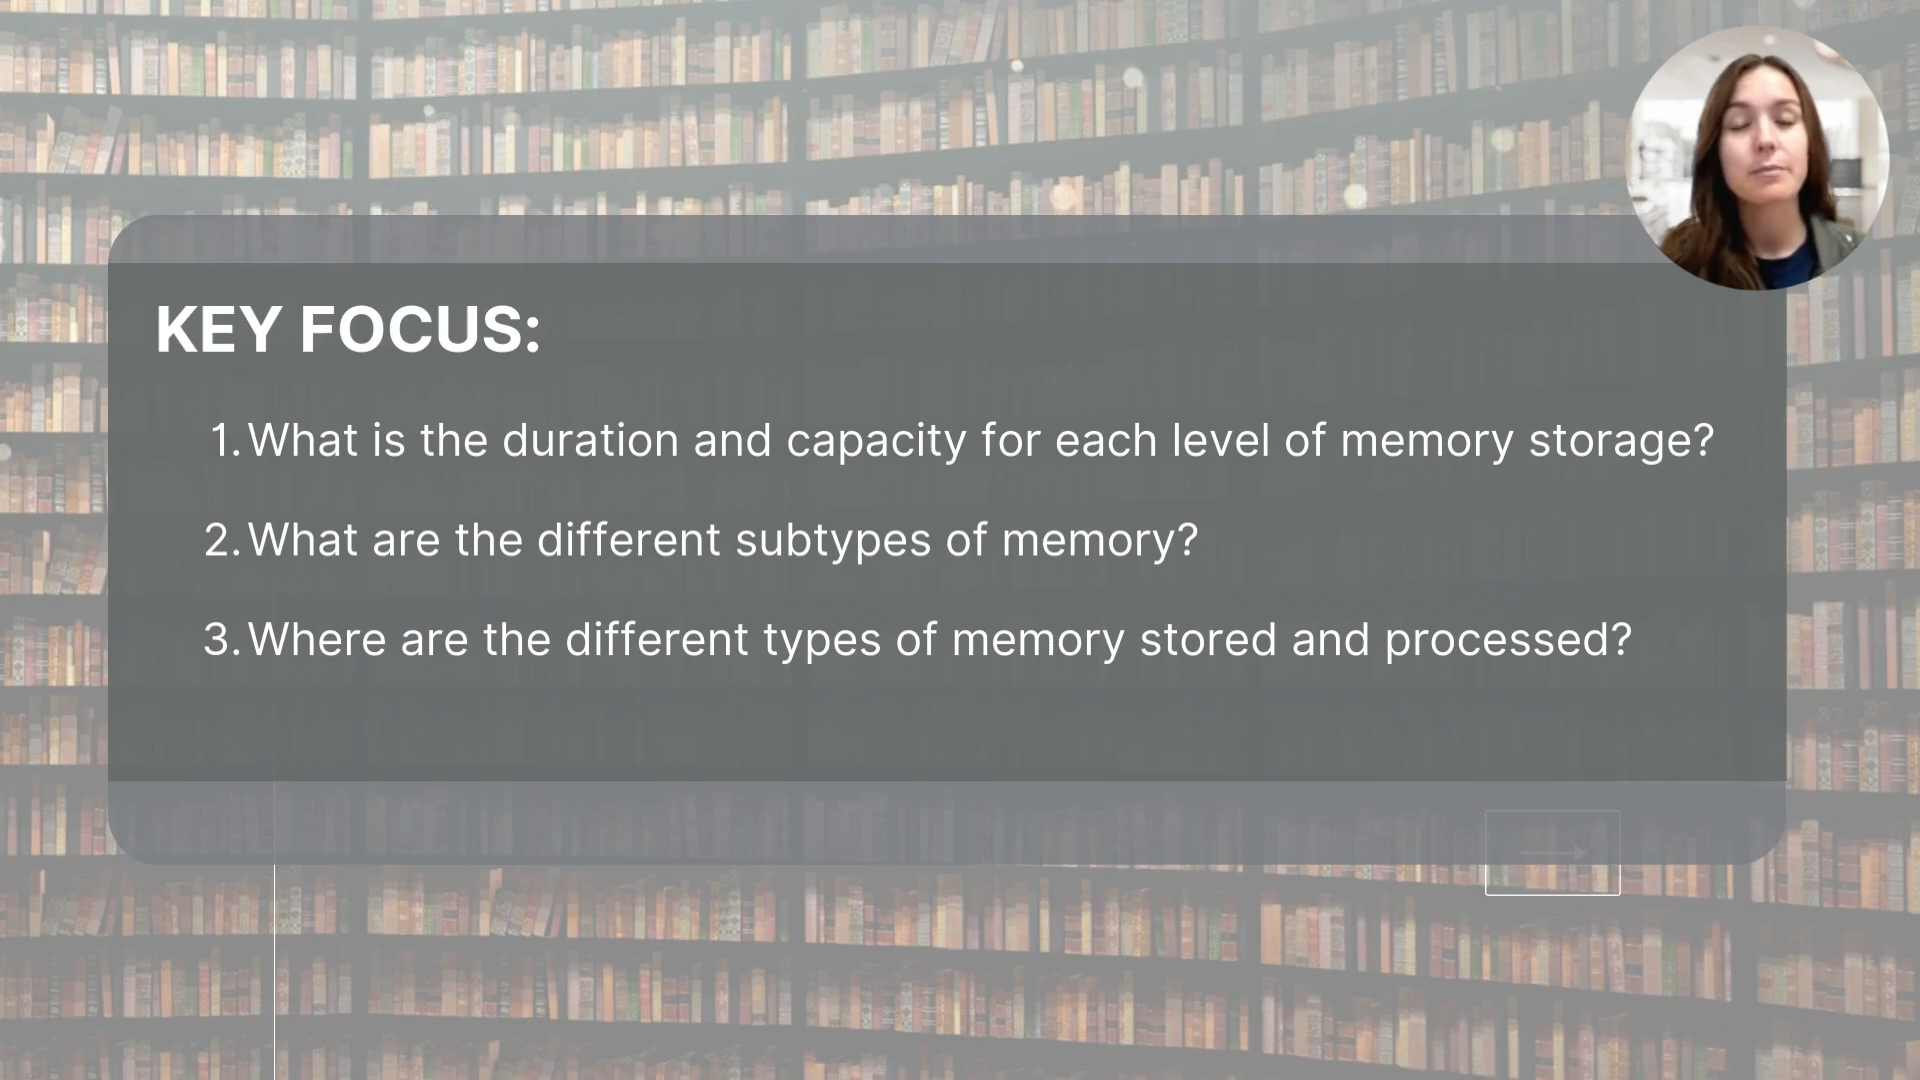 KEY FOCUS:
1. What is the duration and capacity for each level of memory storage?
2. What are the different subtypes of memory?
3. Where are the different types of memory stored and processed?